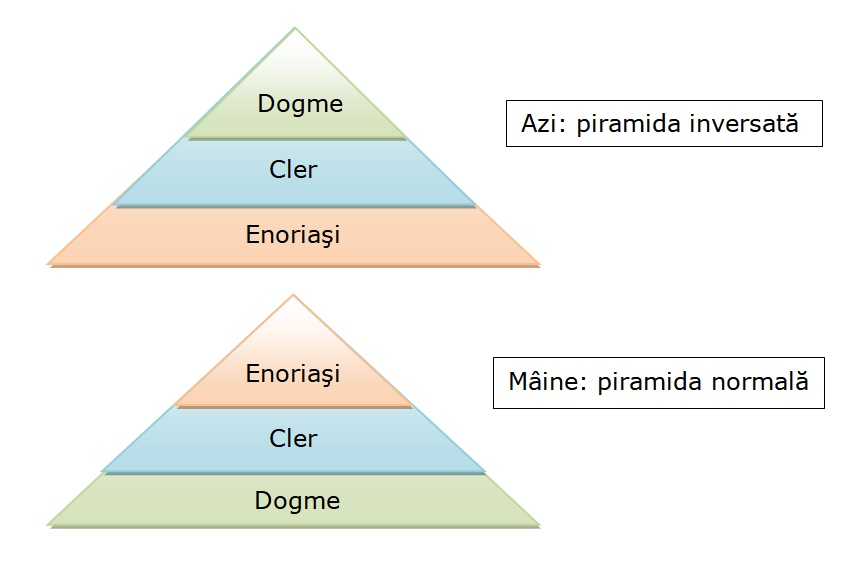 Dogme
Azi: piramida inversată
Cler
Enoriaşi
Enoriaşi
Mâine: piramida normală
Cler
Dogme